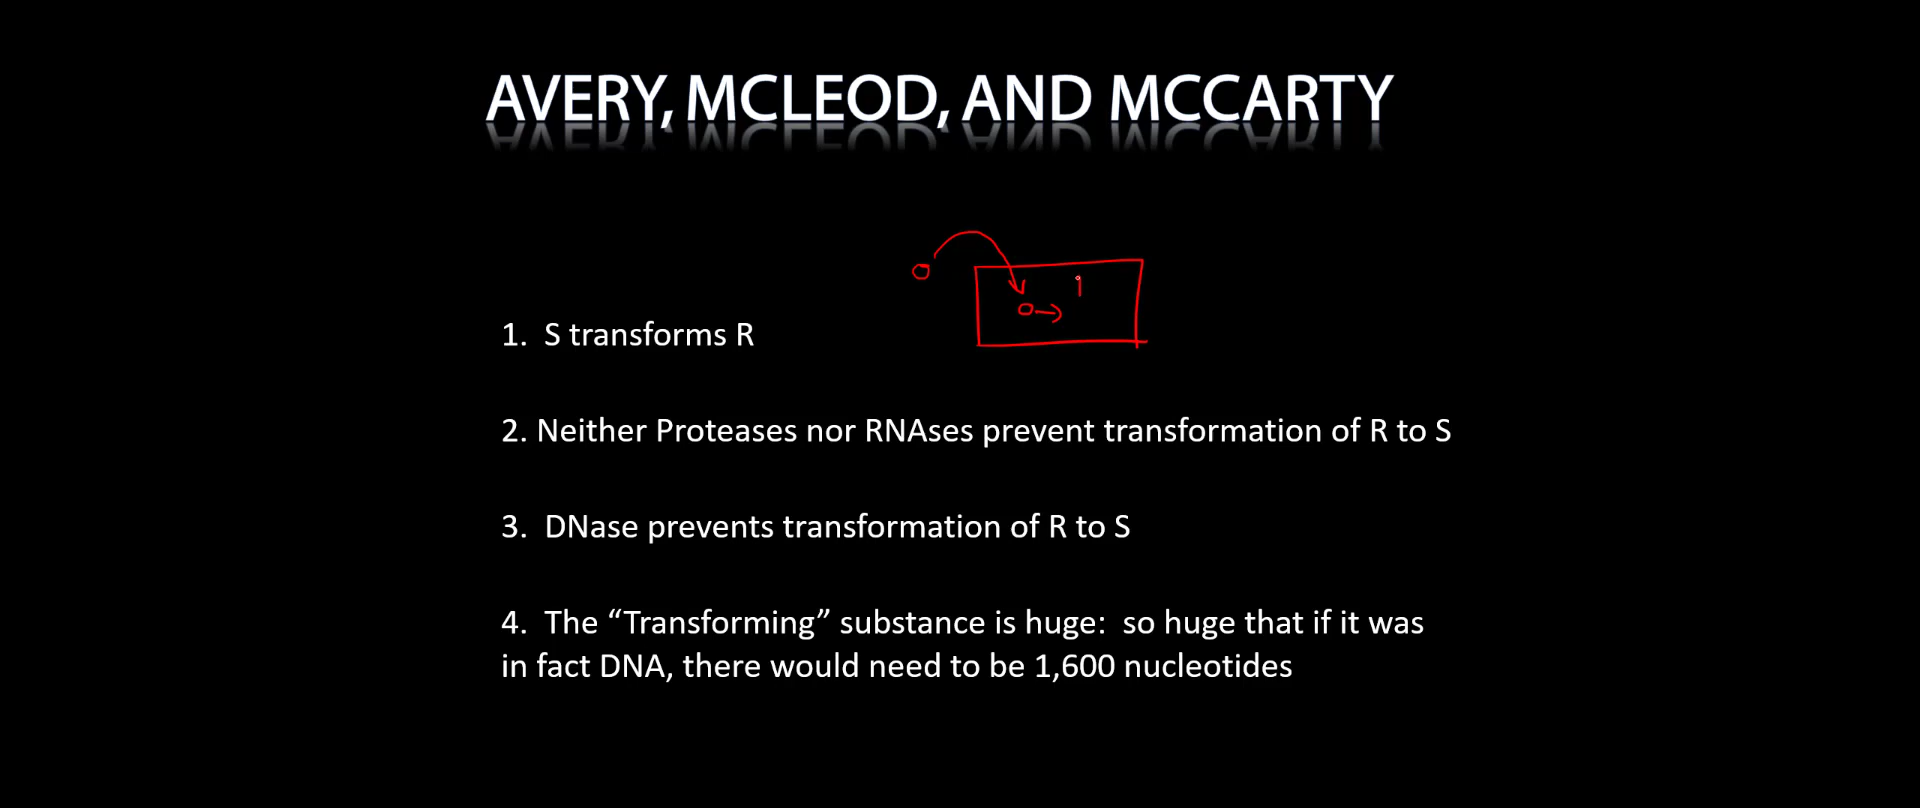 AVERY, MCLEOD, AND MCCARTY
1. S transforms R
2. Neither Proteases nor RNAses prevent transformation of R to S
3. DNase prevents transformation of R to S
4. The “Transforming” substance is huge: so huge that if it was
in fact DNA, there would need to be 1,600 nucleotides